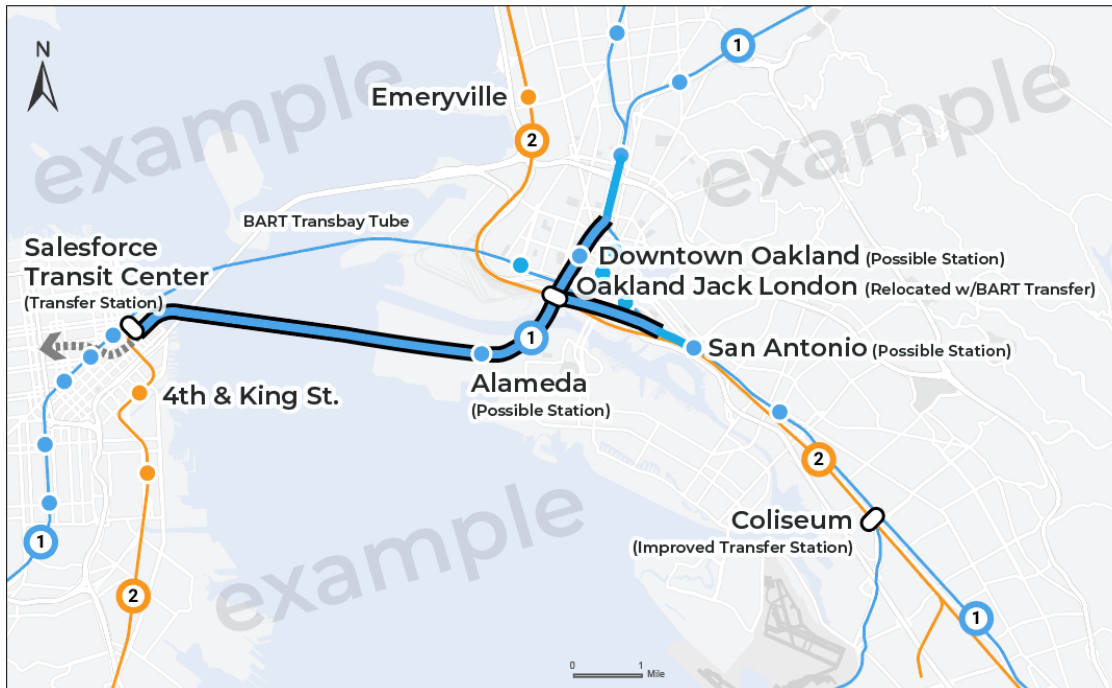 N
example
example
example
1
Emeryville
2
BART Transbay Tube
Salesforce
Transit Center
(Transfer Station)
Downtown Oakland (Possible Station)
Oakland Jack London (Relocated w/BART Transfer)
1
San Antonio (Possible Station)
4th & King St.
Alameda
(Possible Station)
2
Coliseum
(Improved Transfer Station)
1
2
1
0 1
Mile